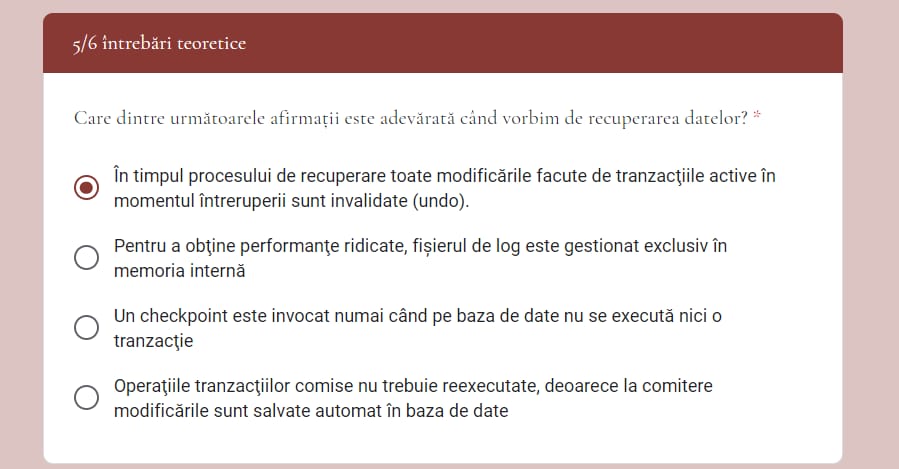 5/6 întrebări teoretice
Care dintre următoarele afirmații este adevărată când vorbim de recuperarea datelor? *
În timpul procesului de recuperare toate modificările facute de tranzacţiile active în
momentul întreruperii sunt invalidate (undo).
Pentru a obţine performanţe ridicate, fișierul de log este gestionat exclusiv în
memoria internă
Un checkpoint este invocat numai când pe baza de date nu se execută nici o
tranzacţie
Operaţiile tranzacţiilor comise nu trebuie reexecutate, deoarece la comitere
modificările sunt salvate automat în baza de date